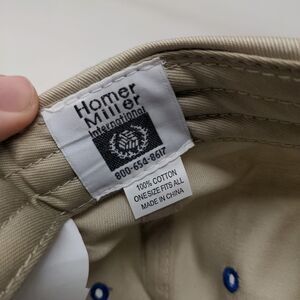 Homer
Miller
International
800-654-8617
100% COTTON
ONE SIZE FITS ALL
MADE IN CHINA